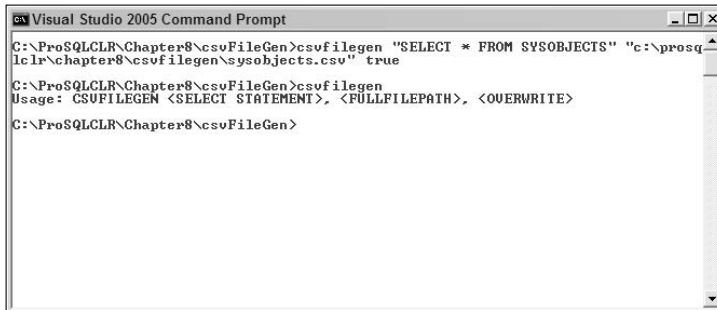 Visual Studio 2005 Command Prompt
C:\ProSQLCLR\Chapter8\csvFileGen>csvfilegen "SELECT * FROM SYSOBJECTS" "c:\prosq
lclr\chapter8\csvfilegen\sysobjects.csv" true
C:\ProSQLCLR\Chapter8\csvFileGen>csvfilegen
Usage: CSVFILEGEN <SELECT STATEMENT>, <FULLFILEPATH>, <OVERWRITE>
C:\ProSQLCLR\Chapter8\csvFileGen>